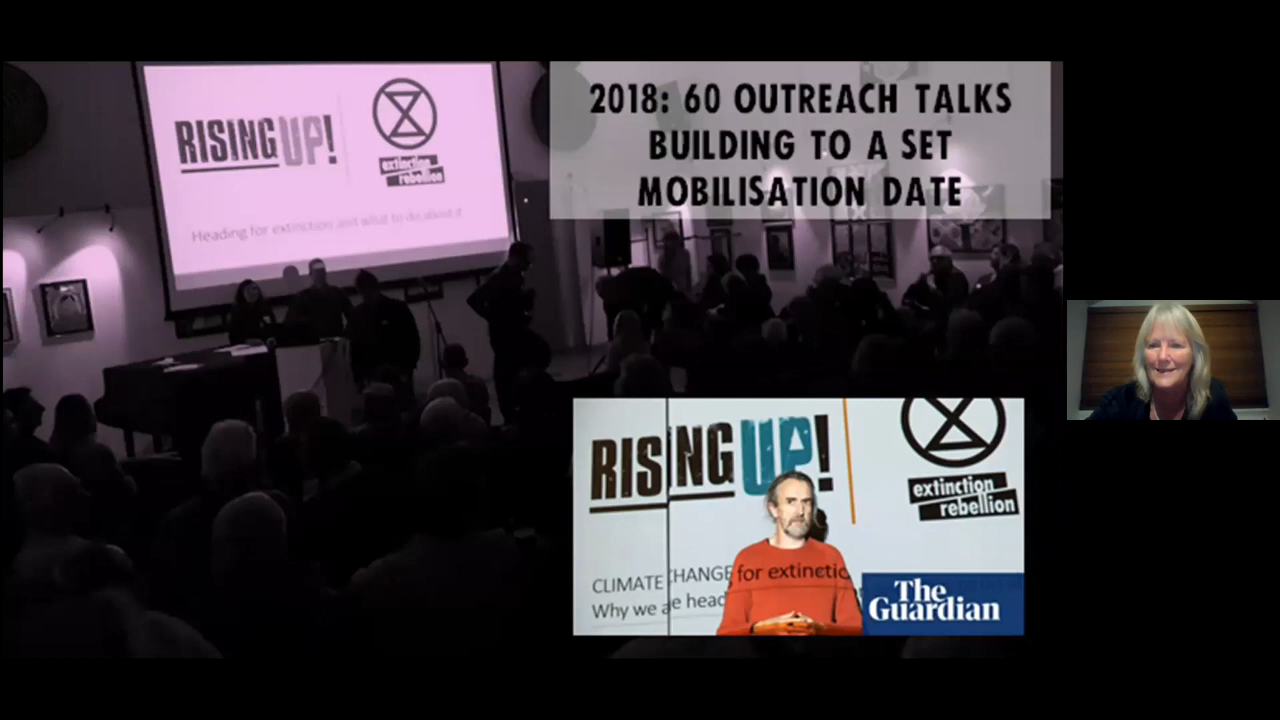 2018: 60 OUTREACH TALKS
BUILDING TO A SET
MOBILISATION DATE
RISING UP!
extinction
rebellion
Heading for extinction and what to do about it
RISING UP!
extinction
rebellion
CLIMATE CHANGE for extinctio
Why we a e head
The
Guardian